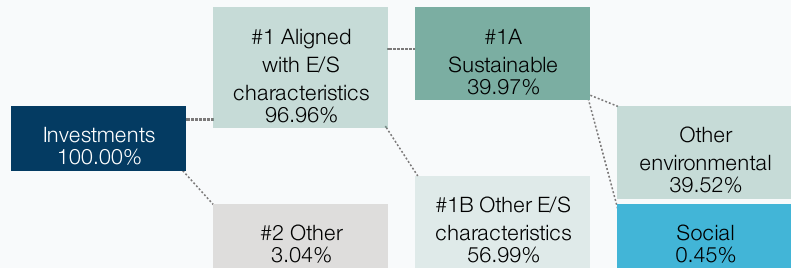 Investments
100.00%
#1 Aligned
with E/S
characteristics
96.96%
#2 Other
3.04%
#1A
Sustainable
39.97%
#1B Other E/S
characteristics
56.99%
Other
environmental
39.52%
Social
0.45%